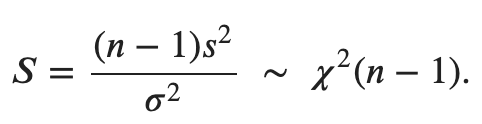 S = (n − 1)s² / σ² ~ χ²(n − 1).